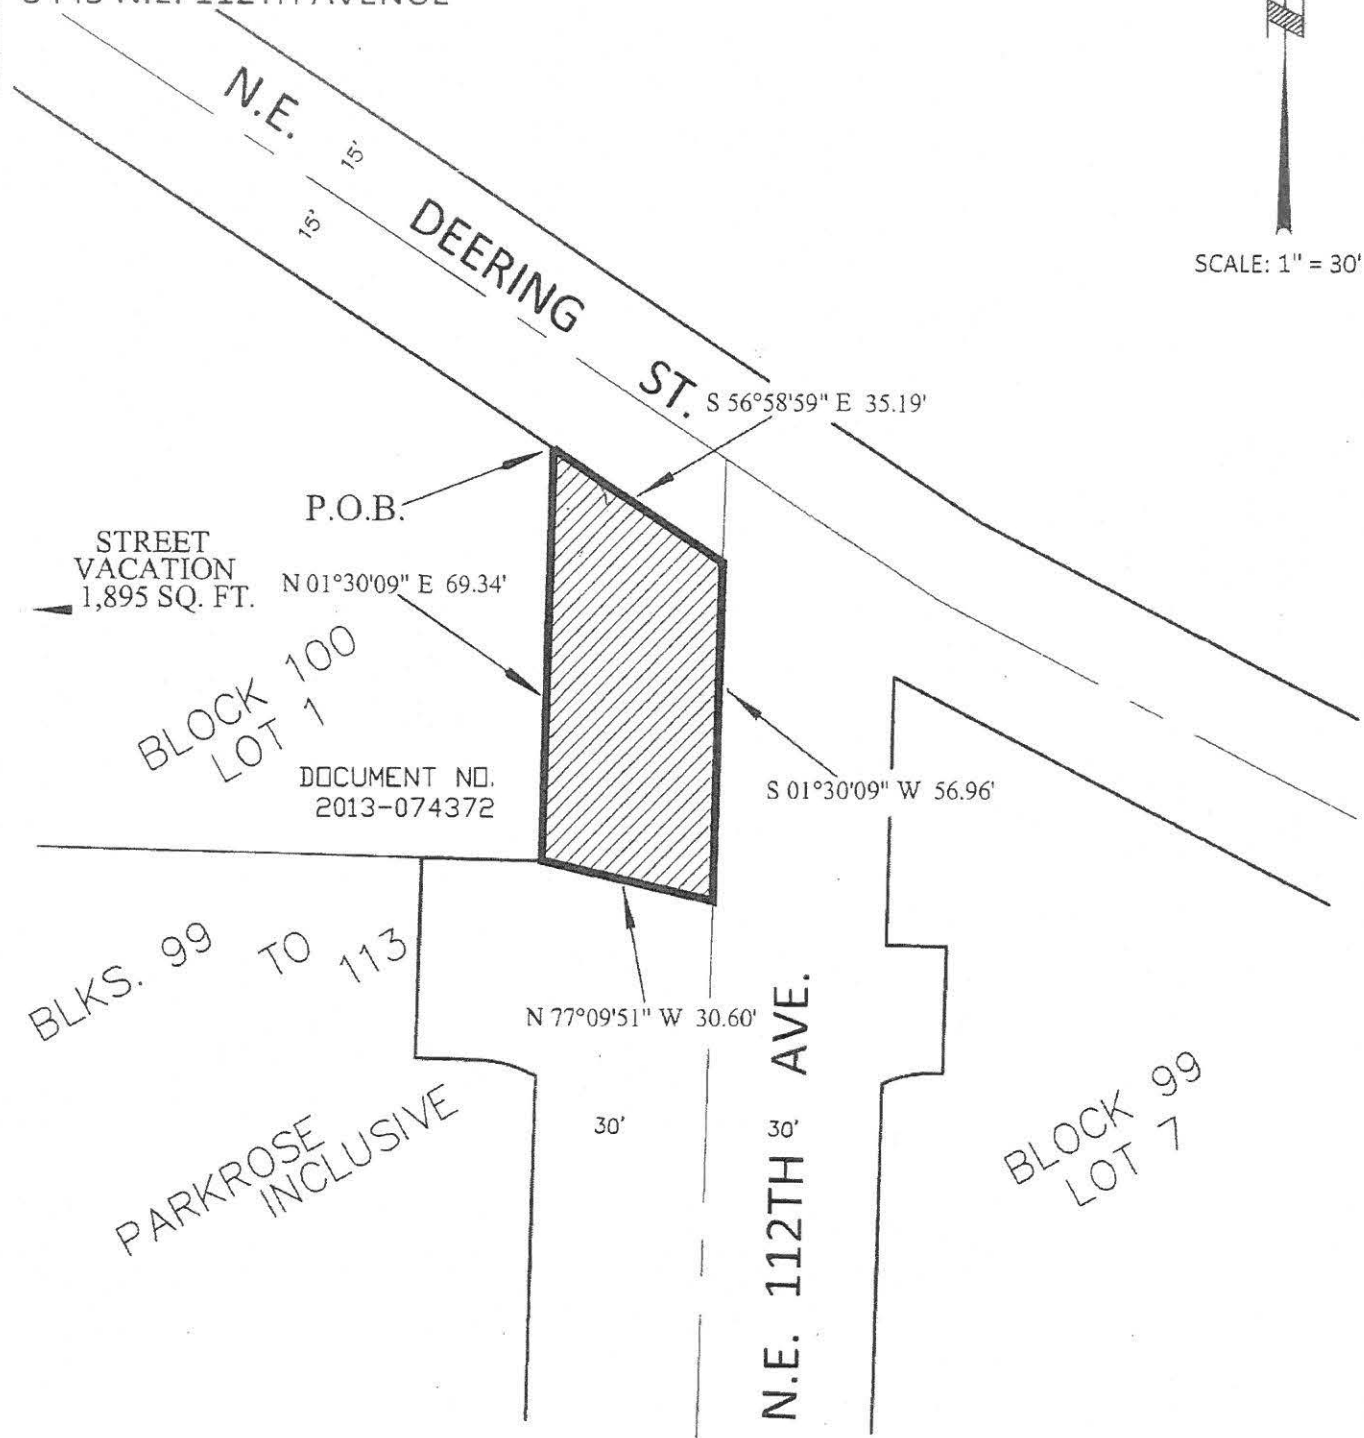 N.E. 112TH AVENUE
SCALE: 1" = 30'
N.E. DEERING ST.
15'
15'
S 56°58'59" E 35.19'
P.O.B.
STREET
VACATION
1,895 SQ. FT.
N 01°30'09" E 69.34'
BLOCK 100
LOT 1
DOCUMENT NO.
2013-074372
S 01°30'09" W 56.96'
BLKS. 99 TO 113
N 77°09'51" W 30.60'
PARKROSE
INCLUSIVE
30'
30'
N.E. 112TH AVE.
BLOCK 99
LOT 7